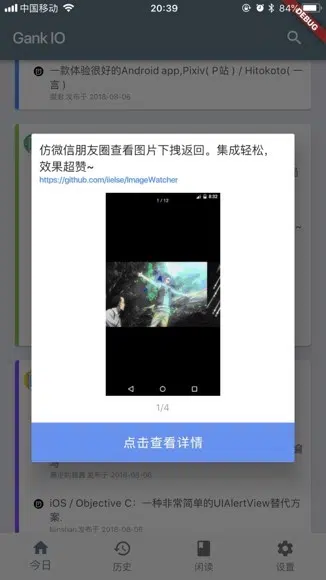 中国移动
20:39
84%
DEBUG
Gank IO
一款体验很好的Android app,Pixiv( P站 ) / Hitokoto( 一
言 )
发布于 2018-08-06
仿微信朋友圈查看图片下拽返回。集成轻松，
效果超赞~
https://github.com/iielse/ImageWatcher
1 / 12
8:02
1/4
点击查看详情
发布于 2018-08-06
iOS / Objective C：一种非常简单的UIAlertView替代方
案.
发布于 2018-08-06
今日
历史
闲读
设置